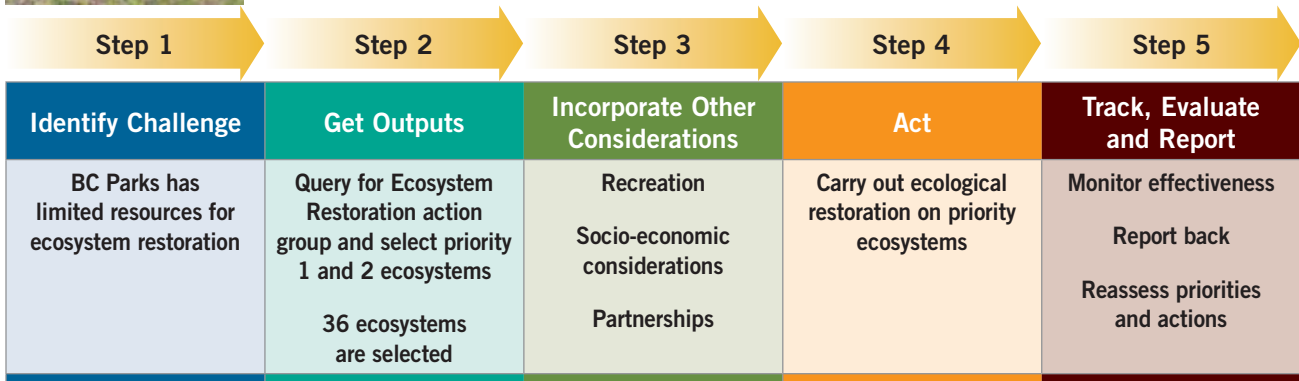 Step 1
Step 2
Step 3
Step 4
Step 5
Identify Challenge
Get Outputs
Incorporate Other
Considerations
Act
Track, Evaluate
and Report
BC Parks has
limited resources for
ecosystem restoration
Query for Ecosystem
Restoration action
group and select priority
1 and 2 ecosystems
36 ecosystems
are selected
Recreation
Socio-economic
considerations
Partnerships
Carry out ecological
restoration on priority
ecosystems
Monitor effectiveness
Report back
Reassess priorities
and actions